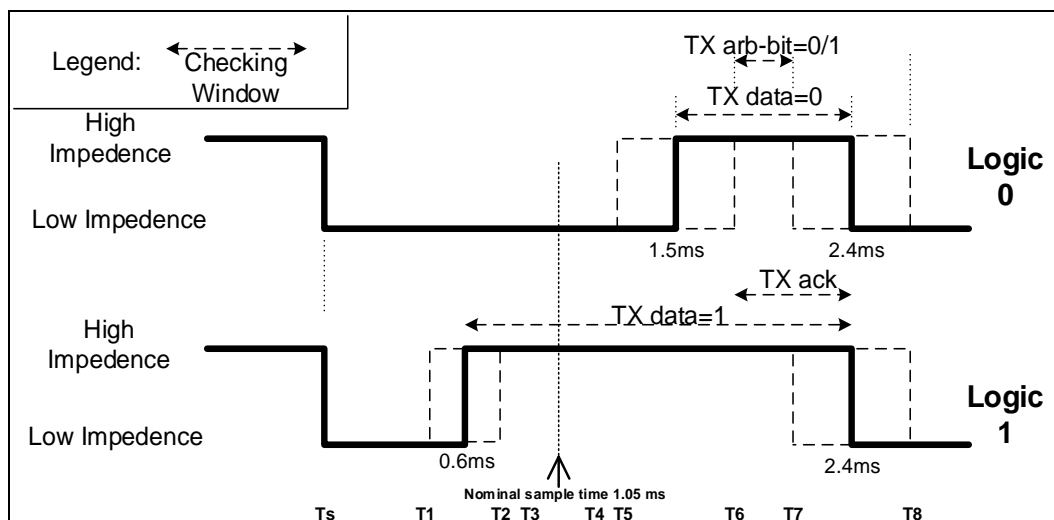 TX arb-bit=0/1
Legend:
Checking
Window
TX data=0
High
Impedence
Low Impedence
Logic
0
1.5ms
2.4ms
TX ack
TX data=1
High
Impedence
Low Impedence
Logic
1
0.6ms
2.4ms
Nominal sample time 1.05 ms
Ts T1 T2 T3 T4 T5 T6 T7 T8